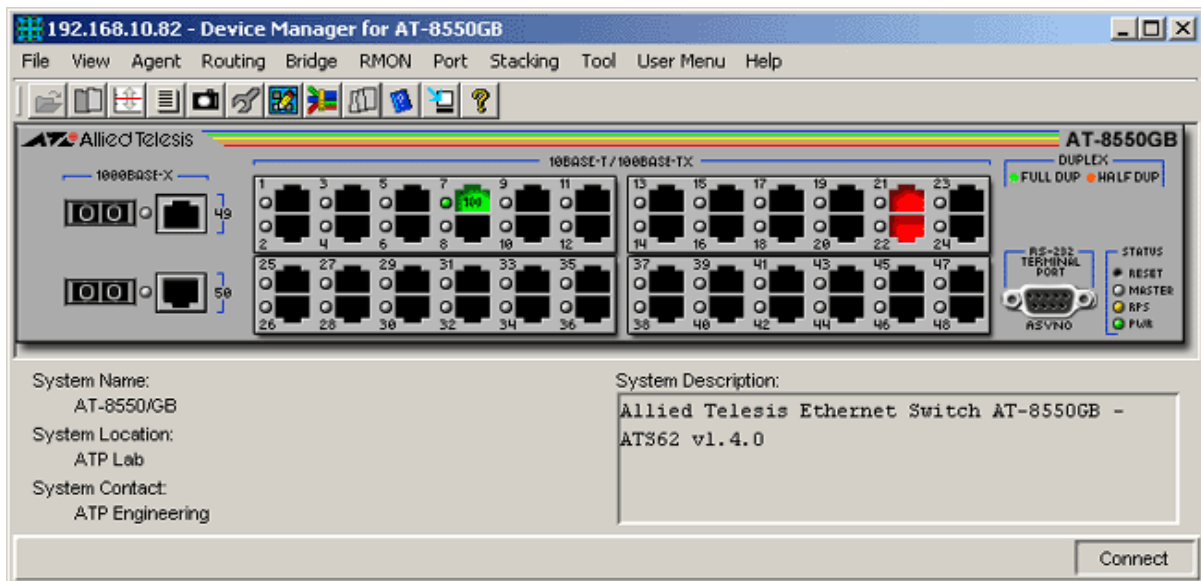 192.168.10.82 - Device Manager for AT-8550GB
File View Agent Routing Bridge RMON Port Stacking Tool User Menu Help
Allied Telesis
AT-8550GB
1000BASE-X
10BASE-T/100BASE-TX
DUPLEX
FULL DUP HALF DUP
1 3 5 7 9 11 13 15 17 19 21 23
100
49
2 4 6 8 10 12 14 16 18 20 22 24
25 27 29 31 33 35 37 39 41 43 45 47
50
26 28 30 32 34 36 38 40 42 44 46 48
RS-232
TERMINAL
PORT
ASYNO
STATUS
RESET
MASTER
RPS
PWR
System Name:
AT-8550/GB
System Location:
ATP Lab
System Contact:
ATP Engineering
System Description:
Allied Telesis Ethernet Switch AT-8550GB -
ATS62 v1.4.0
Connect